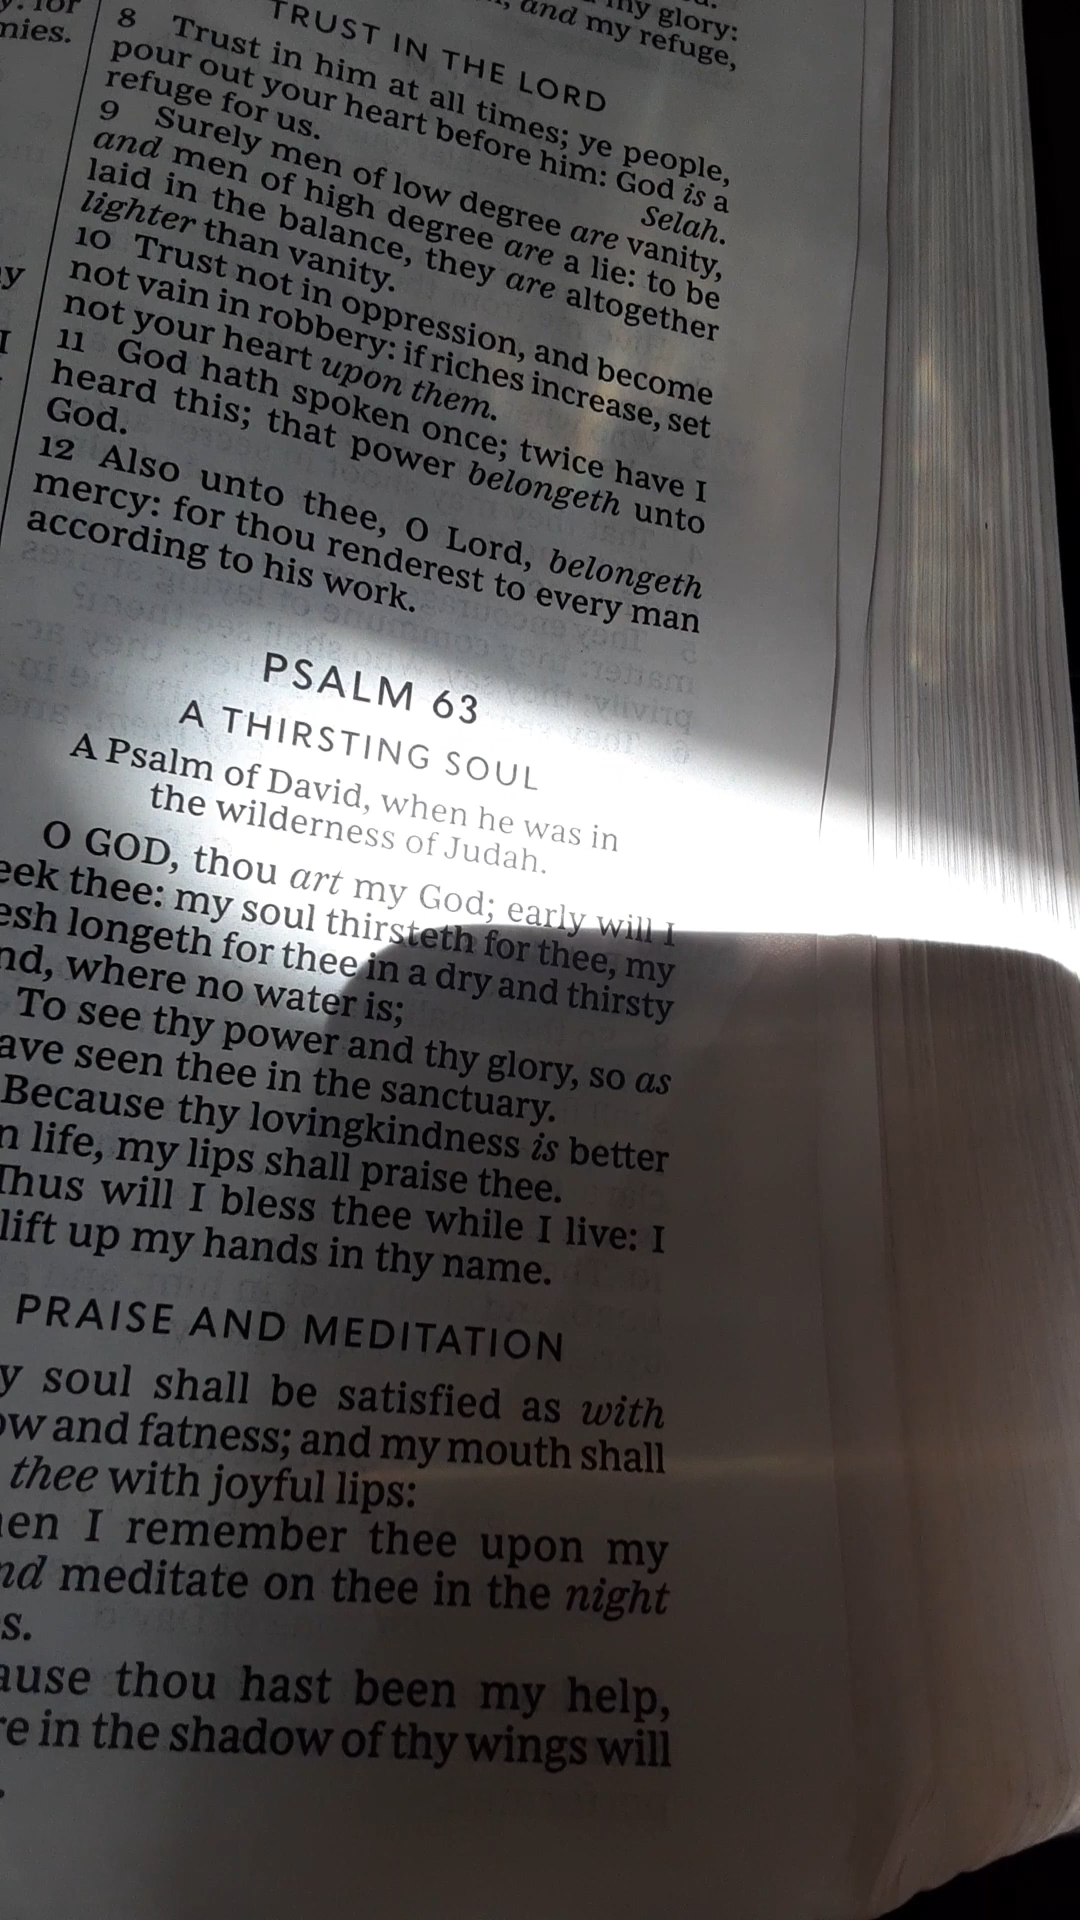 y: for
mies.
y
I
my glory:
and my refuge,
TRUST IN THE LORD
8 Trust in him at all times; ye people,
pour out your heart before him: God is a
refuge for us. Selah.
9 Surely men of low degree are vanity,
and men of high degree are a lie: to be
laid in the balance, they are altogether
lighter than vanity.
10 Trust not in oppression, and become
not vain in robbery: if riches increase, set
not your heart upon them.
11 God hath spoken once; twice have I
heard this; that power belongeth unto
God.
12 Also unto thee, O Lord, belongeth
mercy: for thou renderest to every man
according to his work.
PSALM 63
A THIRSTING SOUL
A Psalm of David, when he was in
the wilderness of Judah.
O GOD, thou art my God; early will I
eek thee: my soul thirsteth for thee, my
esh longeth for thee in a dry and thirsty
nd, where no water is;
To see thy power and thy glory, so as
ave seen thee in the sanctuary.
Because thy lovingkindness is better
n life, my lips shall praise thee.
Thus will I bless thee while I live: I
lift up my hands in thy name.
PRAISE AND MEDITATION
y soul shall be satisfied as with
ow and fatness; and my mouth shall
thee with joyful lips:
en I remember thee upon my
nd meditate on thee in the night
s.
ause thou hast been my help,
re in the shadow of thy wings will